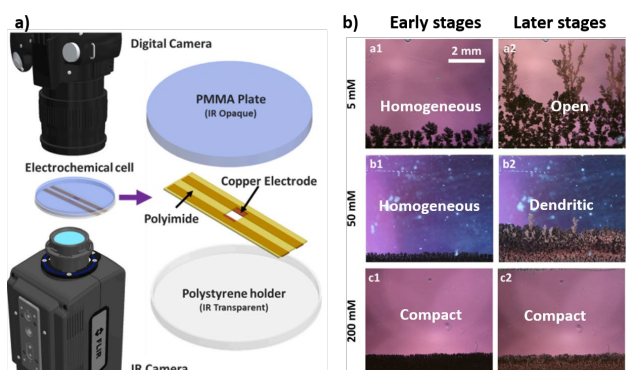 a)
Digital Camera
PMMA Plate
(IR Opaque)
Electrochemical cell
Copper Electrode
Polyimide
Polystyrene holder
(IR Transparent)
FLIR
IR Camera
b)
Early stages
Later stages
5 mM
a1
2 mm
Homogeneous
a2
Open
50 mM
b1
Homogeneous
b2
Dendritic
200 mM
c1
Compact
c2
Compact